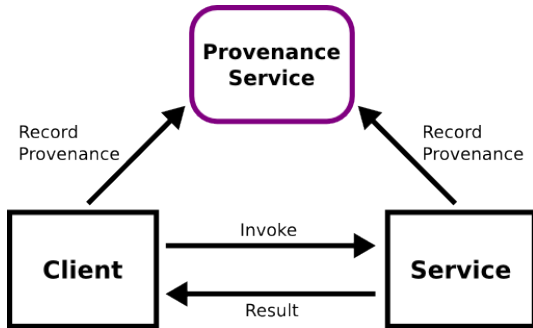 Provenance
Service
Record
Provenance
Record
Provenance
Invoke
Client
Service
Result